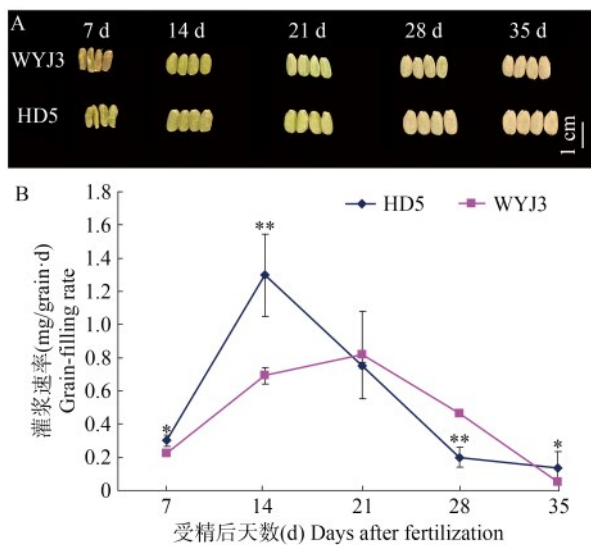 A
7 d 14 d 21 d 28 d 35 d
WYJ3
HD5
1 cm
B
HD5 WYJ3
灌浆速率(mg/grain·d)
Grain-filling rate
1.8
1.6
1.4
1.2
1.0
0.8
0.6
0.4
0.2
0
*
**
**
*
7 14 21 28 35
受精后天数(d) Days after fertilization